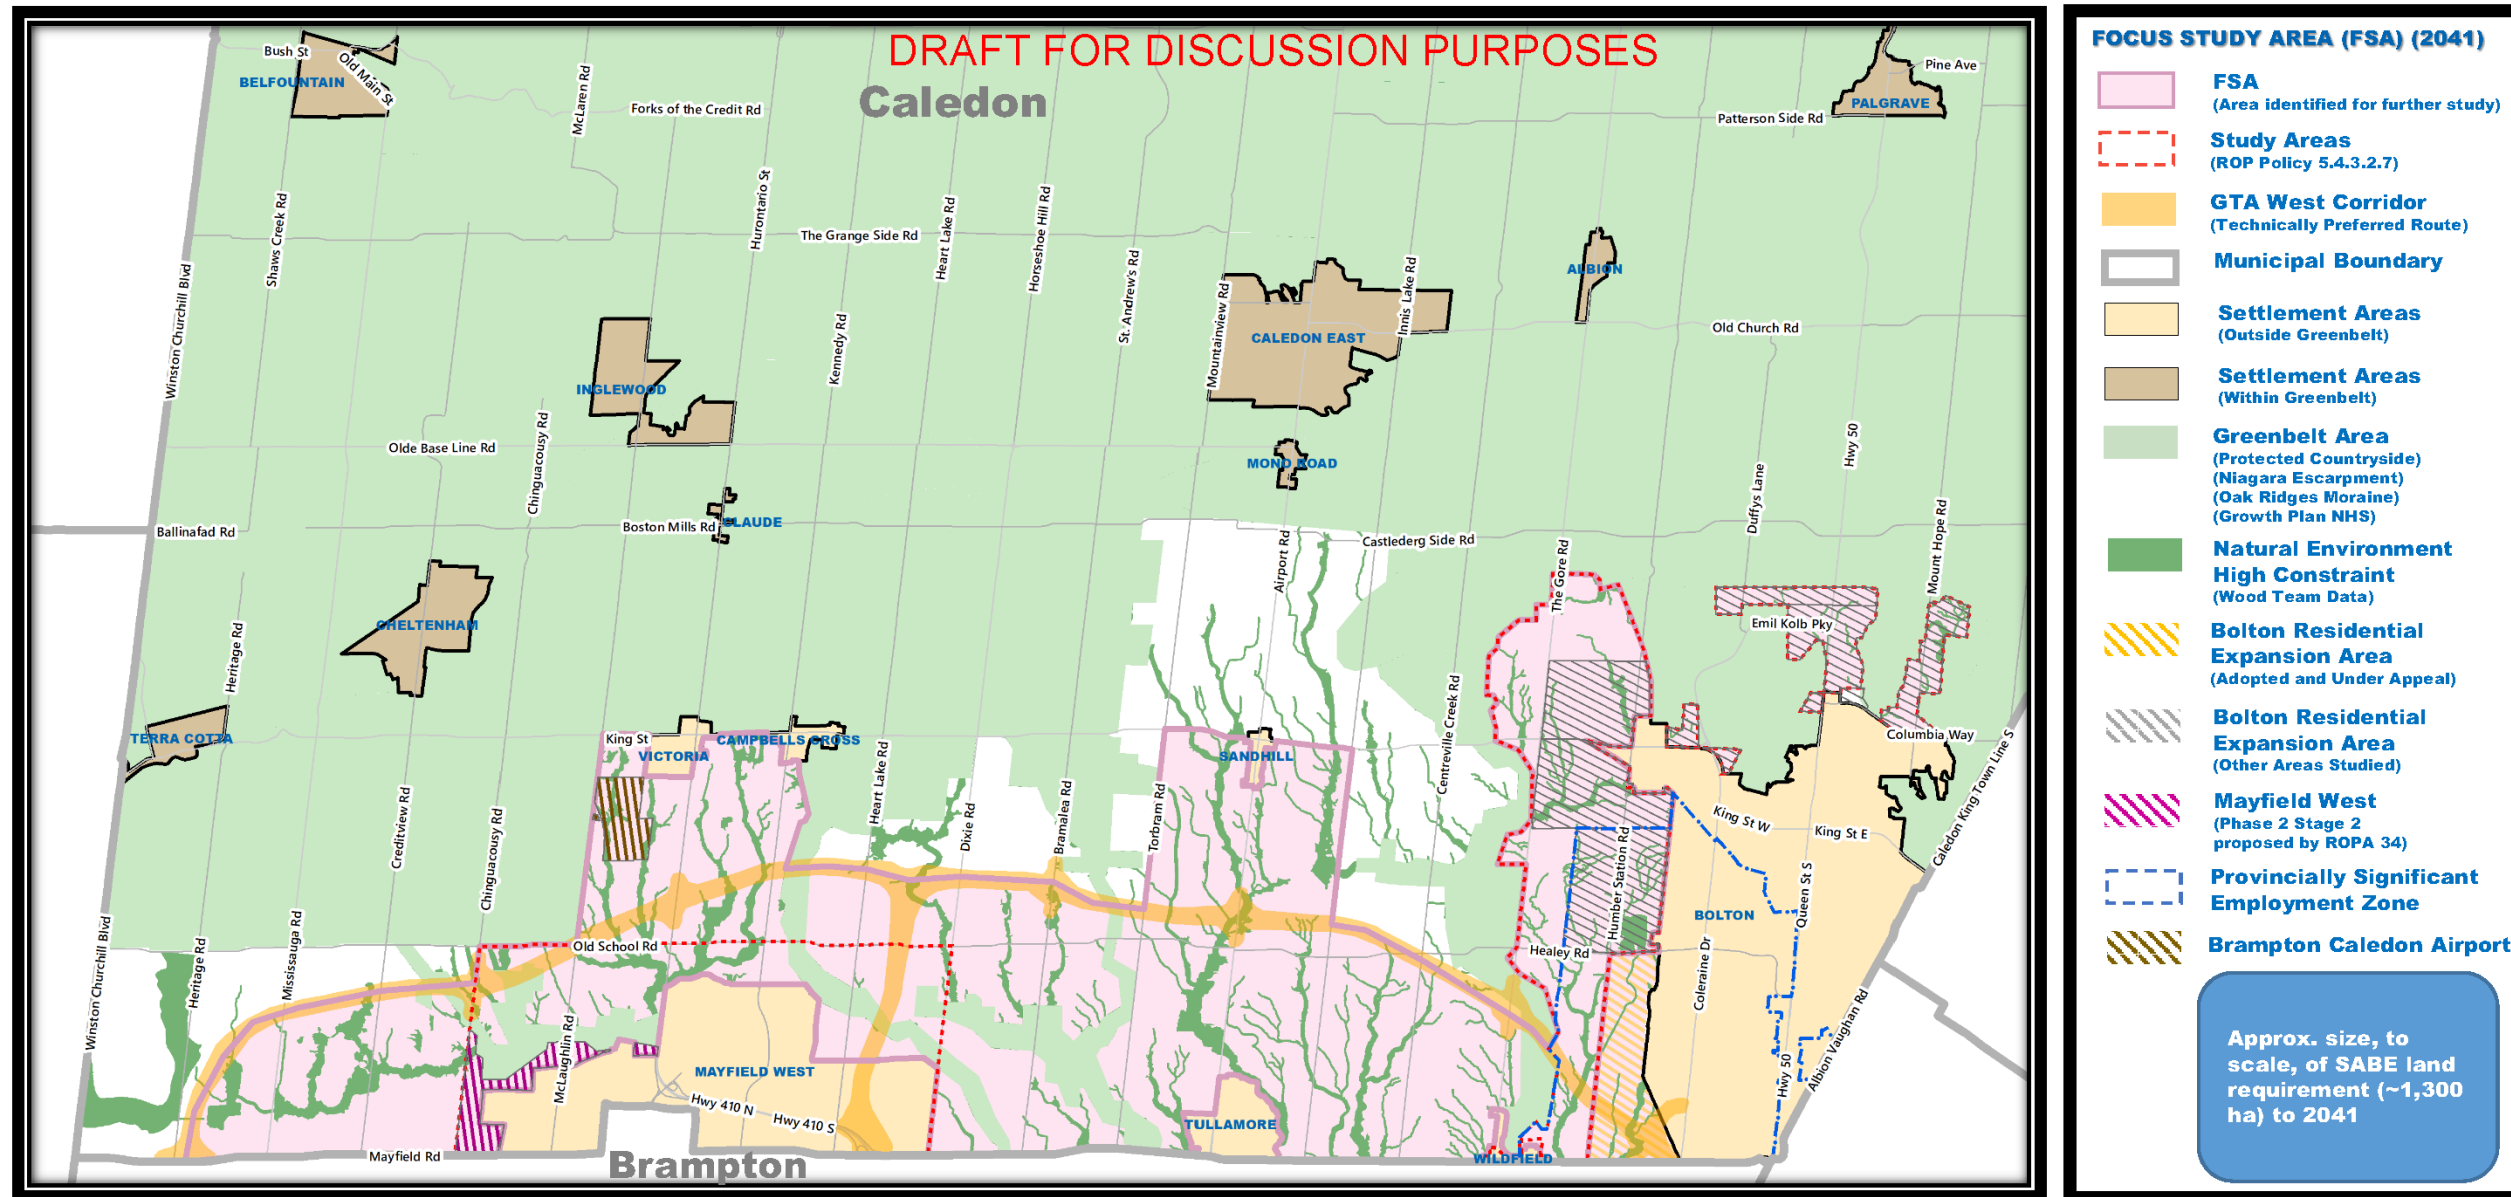 DRAFT FOR DISCUSSION PURPOSES
Caledon
Bush St
Old Main St
BELFOUNTAIN
McLaren Rd
Forks of the Credit Rd
Pine Ave
PALGRAVE
Patterson Side Rd
Shaws Creek Rd
Hurontario St
The Grange Side Rd
Heart Lake Rd
Horseshoe Hill Rd
St. Andrew's Rd
Winston Churchill Blvd
Mountainview Rd
Innis Lake Rd
ALBION
Old Church Rd
CALEDON EAST
Kennedy Rd
INGLEWOOD
Chinguacousy Rd
Olde Base Line Rd
MONO ROAD
Hwy 50
Duffys Lane
Mount Hope Rd
Ballinafad Rd
Boston Mills Rd
CLAUDE
Airport Rd
Castlederg Side Rd
The Gore Rd
CHELTENHAM
Heritage Rd
Emil Kolb Pky
TERRA COTTA
King St
VICTORIA
CAMPBELLS CROSS
Heart Lake Rd
SANDHILL
Centreville Creek Rd
Columbia Way
Caledon King Town Line S
Creditview Rd
Chinguacousy Rd
Dixie Rd
Bramalea Rd
Torbram Rd
King St W
King St E
Humber Station Rd
Queen St S
BOLTON
Winston Churchill Blvd
Heritage Rd
Mississauga Rd
Old School Rd
Healey Rd
Coleraine Dr
McLaughlin Rd
MAYFIELD WEST
Hwy 410 N
Hwy 410 S
TULLAMORE
Hwy 50
Albion Vaughan Rd
Mayfield Rd
Brampton
WILDFIELD
FOCUS STUDY AREA (FSA) (2041)
FSA
(Area identified for further study)
Study Areas
(ROP Policy 5.4.3.2.7)
GTA West Corridor
(Technically Preferred Route)
Municipal Boundary
Settlement Areas
(Outside Greenbelt)
Settlement Areas
(Within Greenbelt)
Greenbelt Area
(Protected Countryside)
(Niagara Escarpment)
(Oak Ridges Moraine)
(Growth Plan NHS)
Natural Environment
High Constraint
(Wood Team Data)
Bolton Residential
Expansion Area
(Adopted and Under Appeal)
Bolton Residential
Expansion Area
(Other Areas Studied)
Mayfield West
(Phase 2 Stage 2
proposed by ROPA 34)
Provincially Significant
Employment Zone
Brampton Caledon Airport
Approx. size, to
scale, of SABE land
requirement (~1,300
ha) to 2041